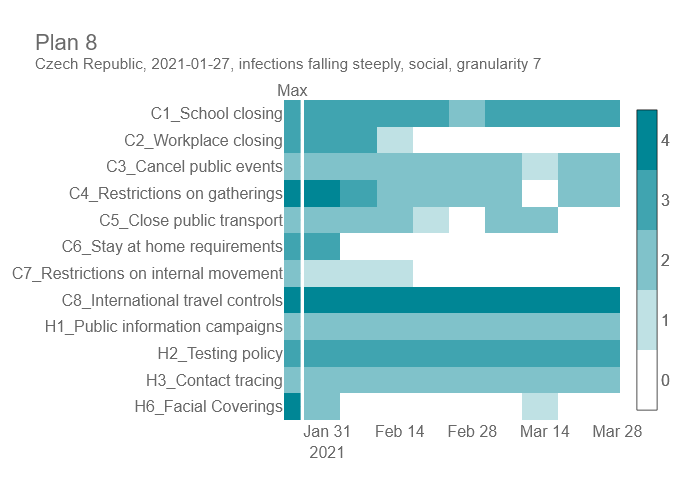 Plan 8
Czech Republic, 2021-01-27, infections falling steeply, social, granularity 7
Max
C1_School closing
C2_Workplace closing
C3_Cancel public events
C4_Restrictions on gatherings
C5_Close public transport
C6_Stay at home requirements
C7_Restrictions on internal movement
C8_International travel controls
H1_Public information campaigns
H2_Testing policy
H3_Contact tracing
H6_Facial Coverings
4
3
2
1
0
Jan 31 Feb 14 Feb 28 Mar 14 Mar 28
2021